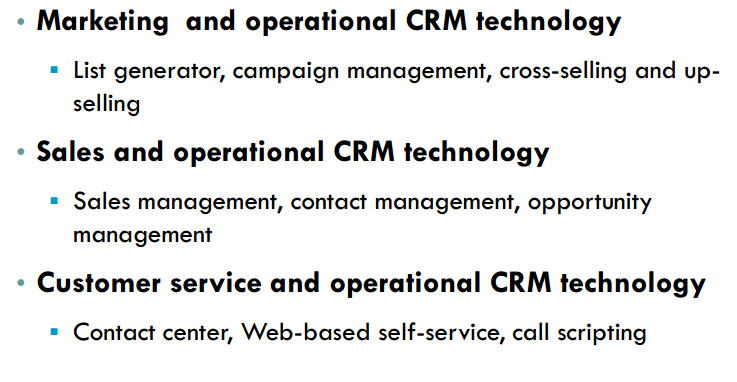 • Marketing  and operational CRM technology
▪ List generator, campaign management, cross-selling and up-
selling
• Sales and operational CRM technology
▪ Sales management, contact management, opportunity
management
• Customer service and operational CRM technology
▪ Contact center, Web-based self-service, call scripting